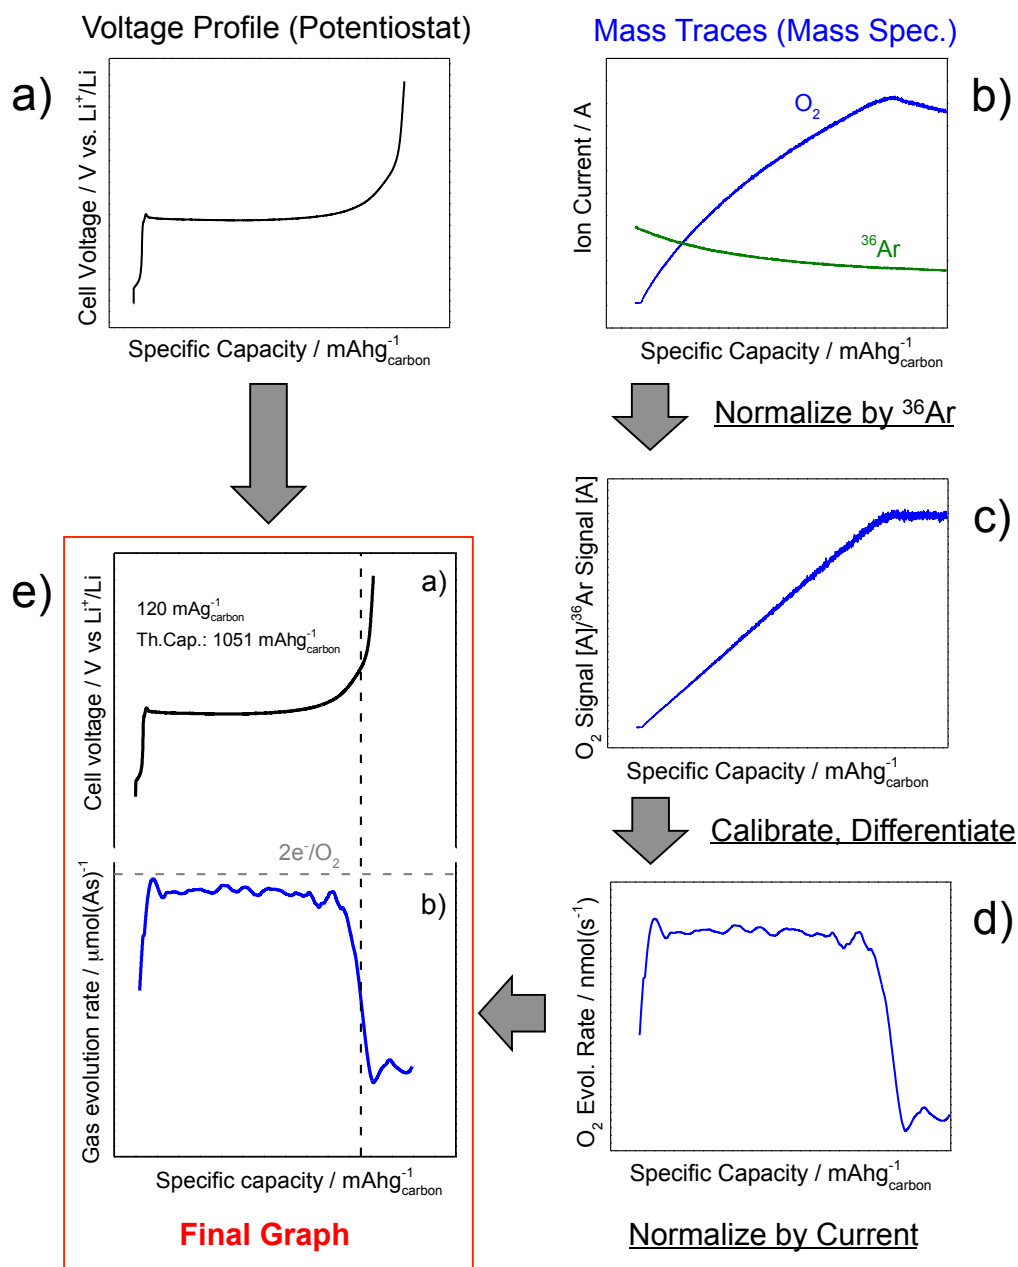 Voltage Profile (Potentiostat)
Mass Traces (Mass Spec.)
a)
Cell Voltage / V vs. Li⁺/Li
Specific Capacity / mAhg⁻¹carbon
b)
Ion Current / A
O₂
³⁶Ar
Specific Capacity / mAhg⁻¹carbon
Normalize by ³⁶Ar
c)
O₂ Signal [A]/³⁶Ar Signal [A]
Specific Capacity / mAhg⁻¹carbon
Calibrate, Differentiate
d)
O₂ Evol. Rate / nmol(s⁻¹)
Specific Capacity / mAhg⁻¹carbon
Normalize by Current
e)
a)
Cell voltage / V vs Li⁺/Li
120 mAg⁻¹carbon
Th.Cap.: 1051 mAhg⁻¹carbon
2e⁻/O₂
b)
Gas evolution rate / μmol(As)⁻¹
Specific capacity / mAhg⁻¹carbon
Final Graph